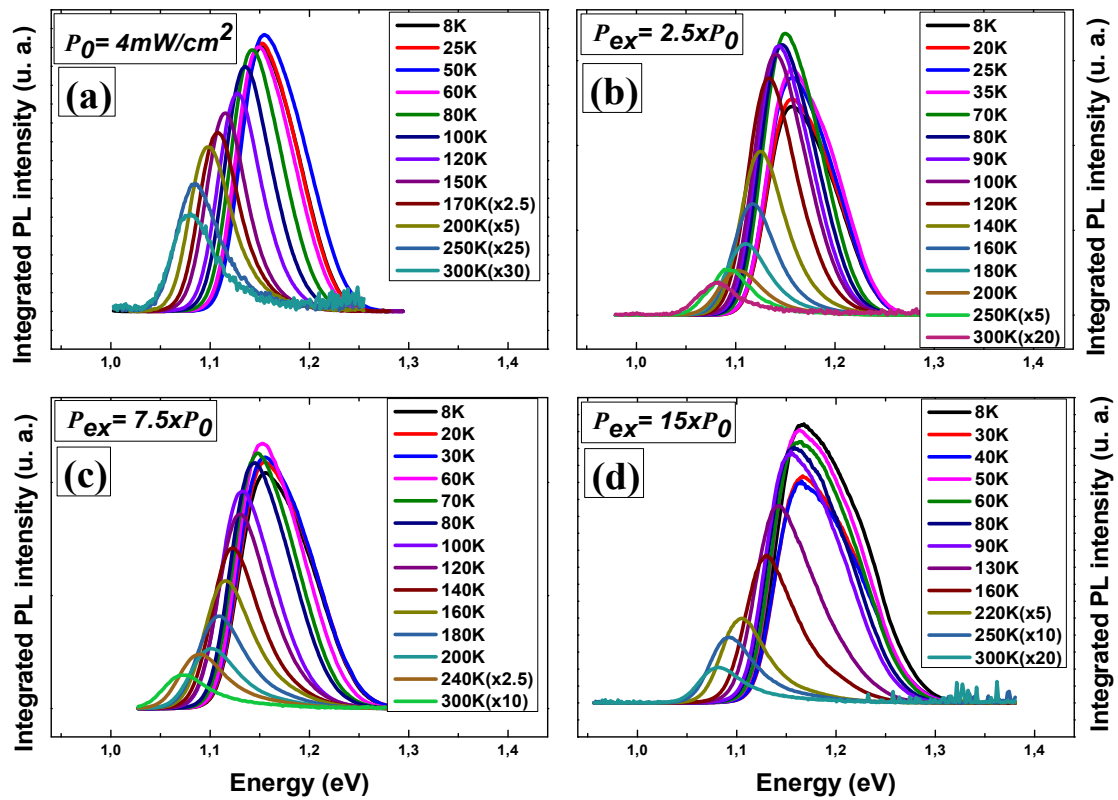 Integrated PL intensity (u. a.)
P0= 4mW/cm2
(a)
8K
25K
50K
60K
80K
100K
120K
150K
170K(x2.5)
200K(x5)
250K(x25)
300K(x30)
1,0 1,1 1,2 1,3 1,4
Pex= 2.5xP0
(b)
8K
20K
25K
35K
70K
80K
90K
100K
120K
140K
160K
180K
200K
250K(x5)
300K(x20)
1,0 1,1 1,2 1,3 1,4
Integrated PL intensity (u. a.)
Integrated PL intensity (u. a.)
Pex= 7.5xP0
(c)
8K
20K
30K
60K
70K
80K
100K
120K
140K
160K
180K
200K
240K(x2.5)
300K(x10)
1,0 1,1 1,2 1,3 1,4
Energy (eV)
Pex= 15xP0
(d)
8K
30K
40K
50K
60K
80K
90K
130K
160K
220K(x5)
250K(x10)
300K(x20)
1,0 1,1 1,2 1,3 1,4
Energy (eV)
Integrated PL intensity (u. a.)